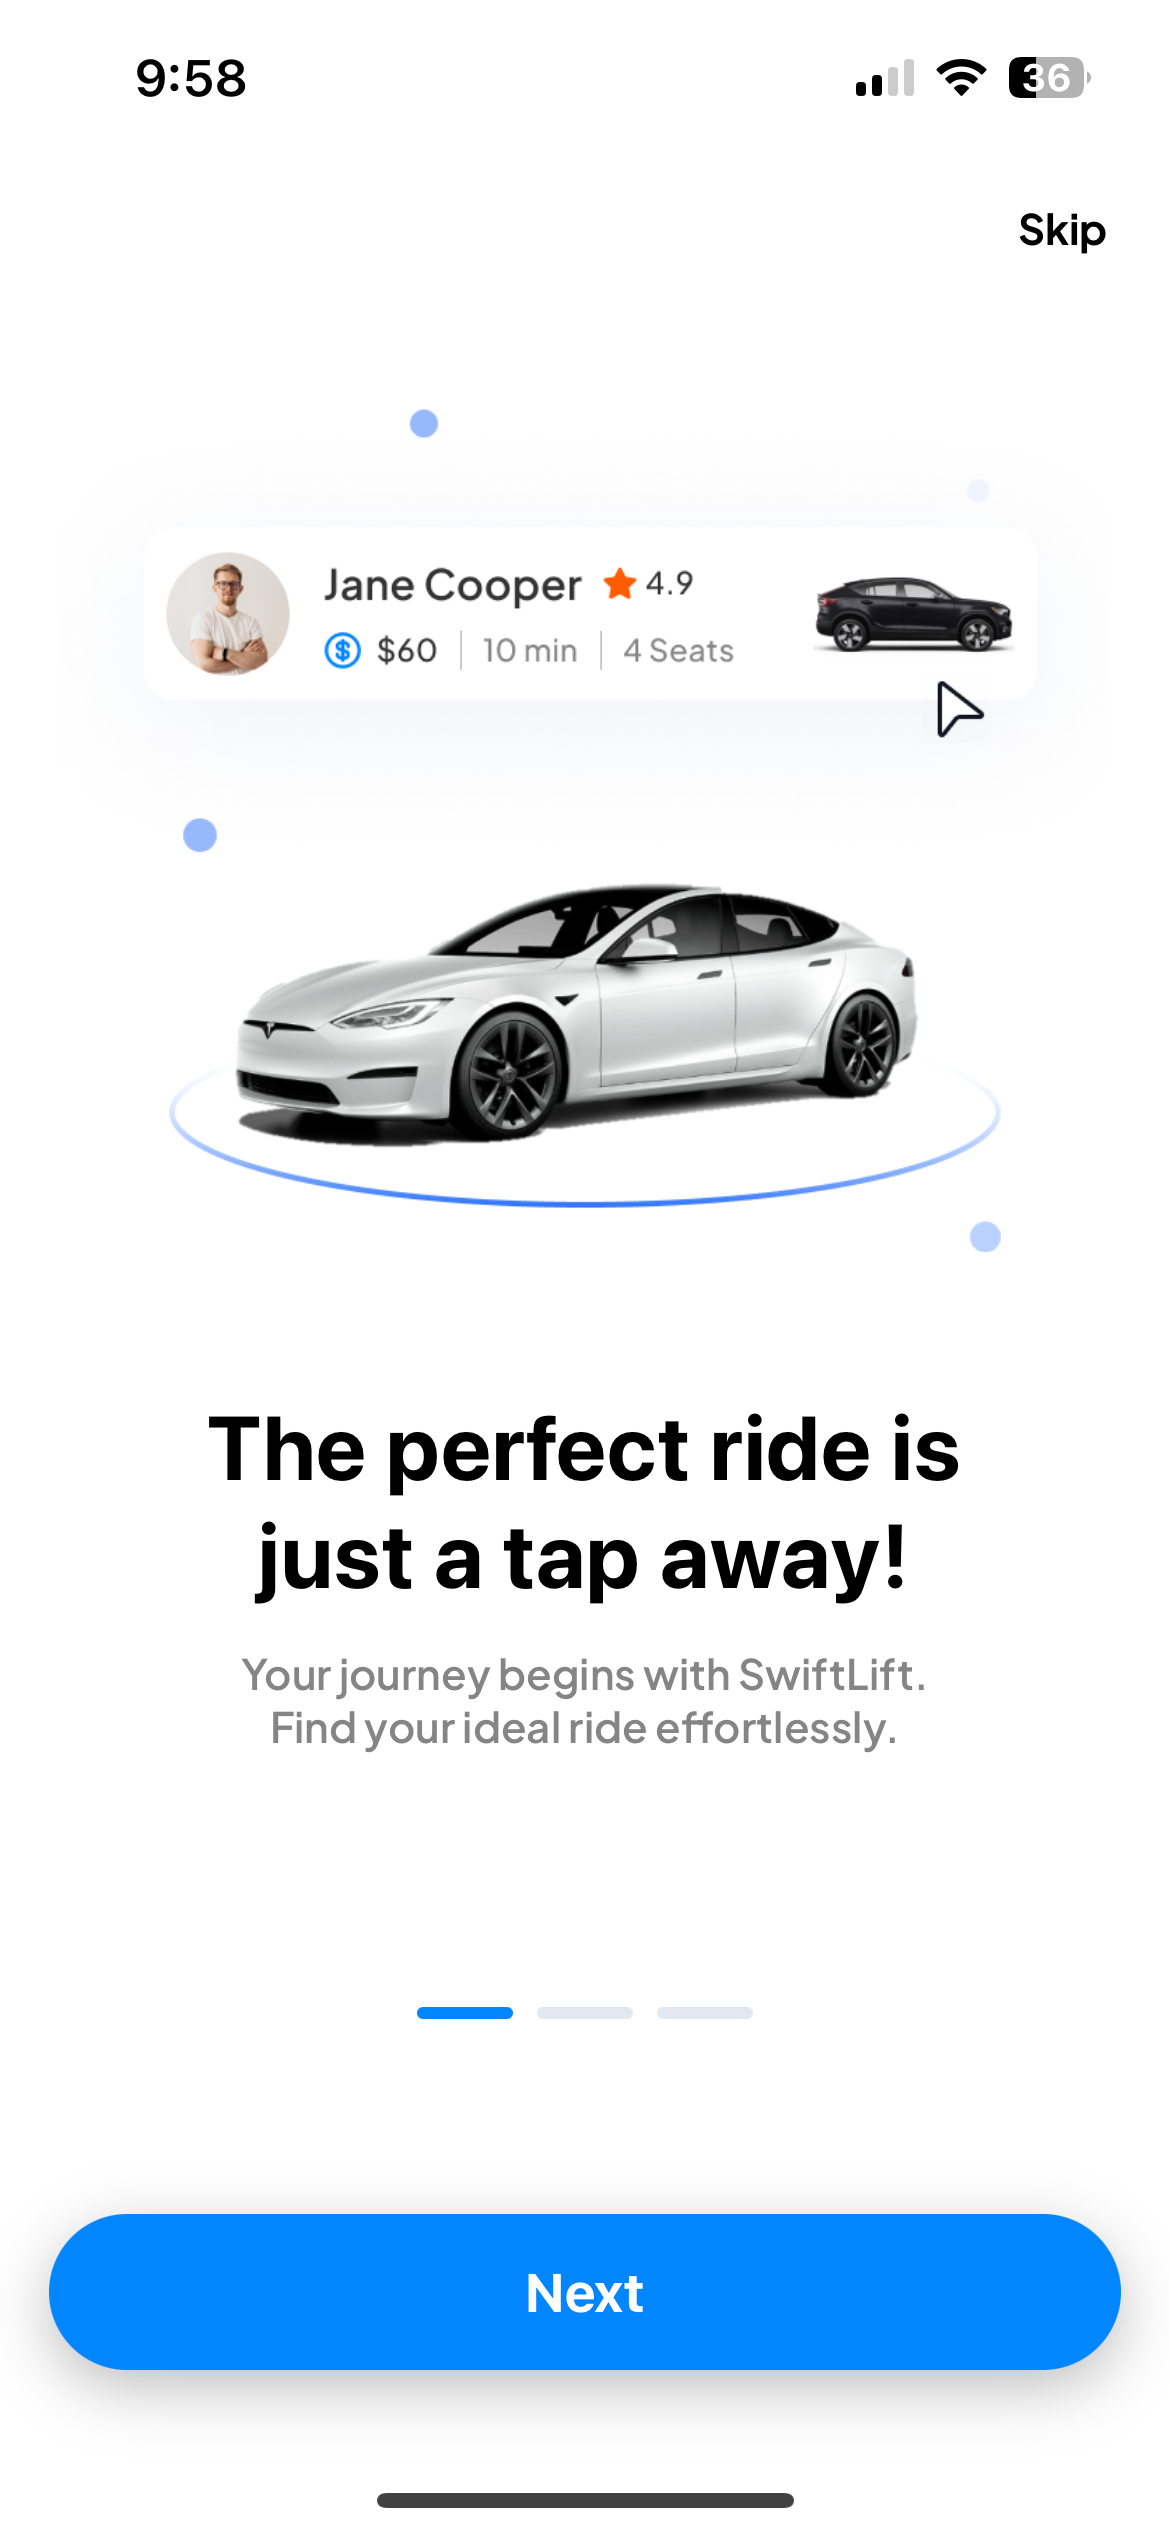 9:58
36
Skip
Jane Cooper 4.9
$60 10 min 4 Seats
The perfect ride is
just a tap away!
Your journey begins with SwiftLift.
Find your ideal ride effortlessly.
Next